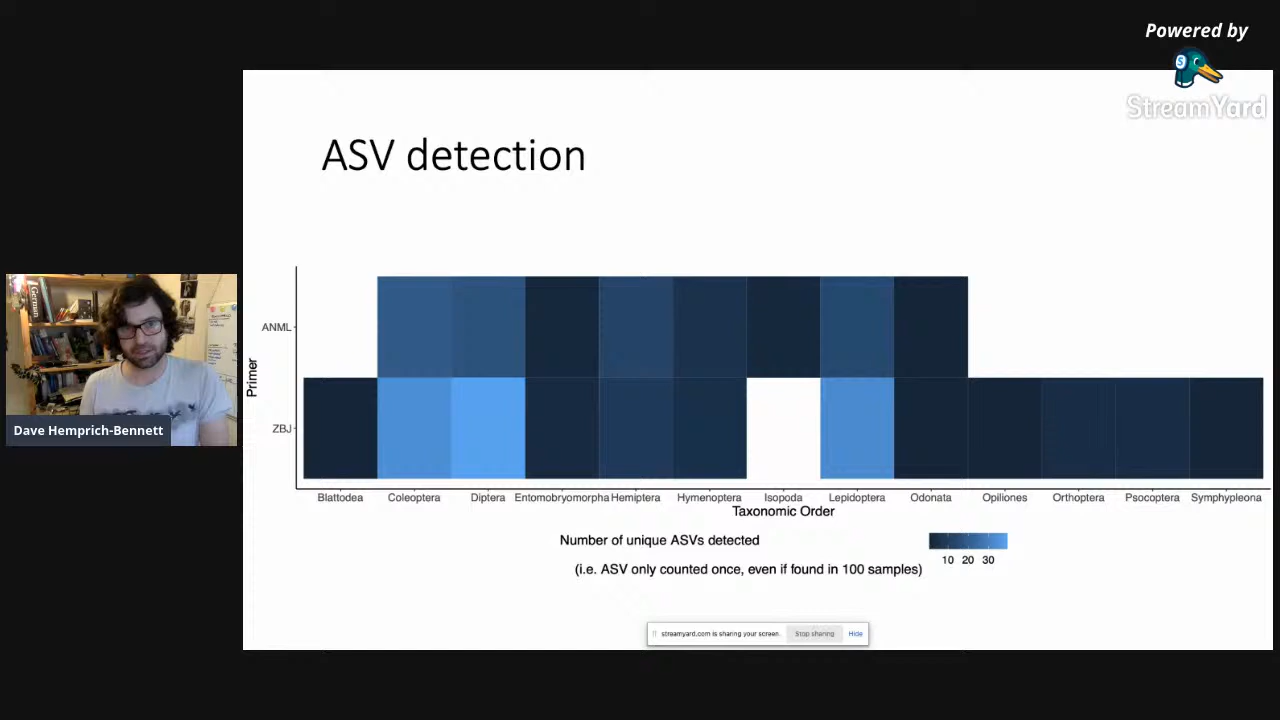 Powered by
StreamYard
ASV detection
ANML
Primer
ZBJ
Blattodea Coleoptera Diptera Entomobryomorpha Hemiptera Hymenoptera Isopoda Lepidoptera Odonata Opiliones Orthoptera Psocoptera Symphypleona
Taxonomic Order
Number of unique ASVs detected
10 20 30
(i.e. ASV only counted once, even if found in 100 samples)
streamyard.com is sharing your screen. Stop sharing Hide
German
Dave Hemprich-Bennett